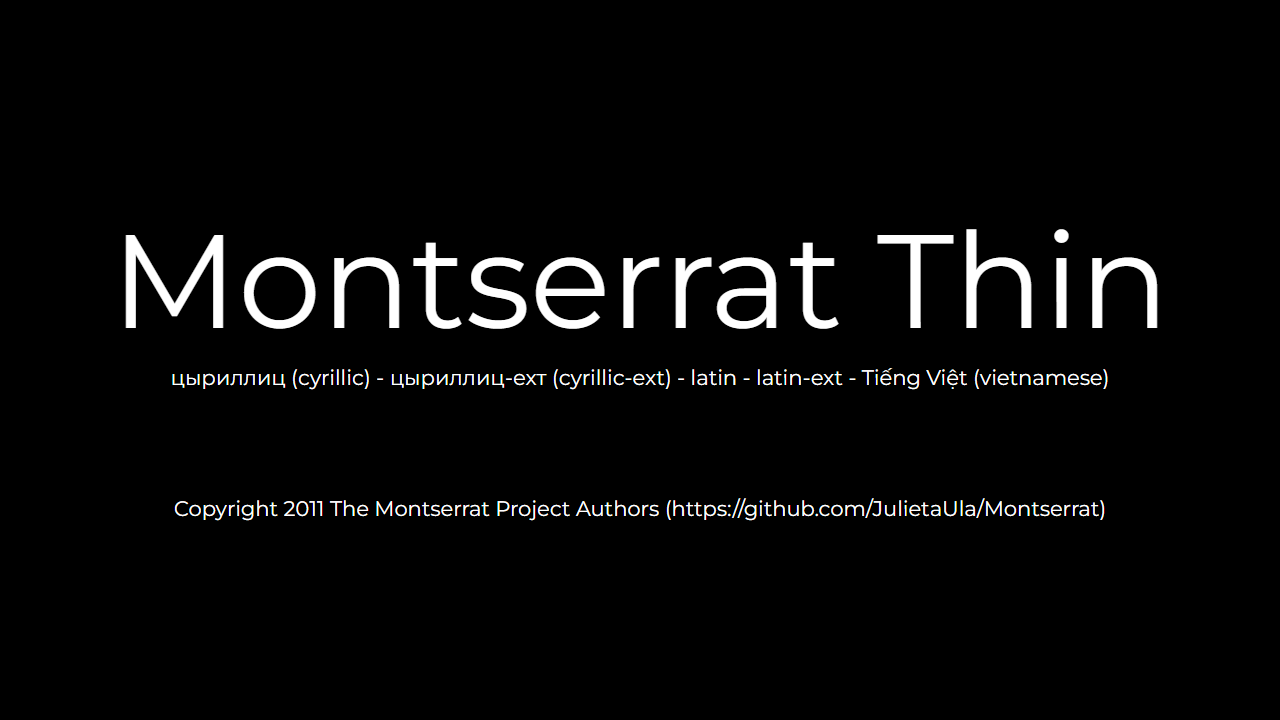 Montserrat Thin
цыриллиц (cyrillic) - цыриллиц-ехт (cyrillic-ext) - latin - latin-ext - Tiếng Việt (vietnamese)
Copyright 2011 The Montserrat Project Authors (https://github.com/JulietaUla/Montserrat)